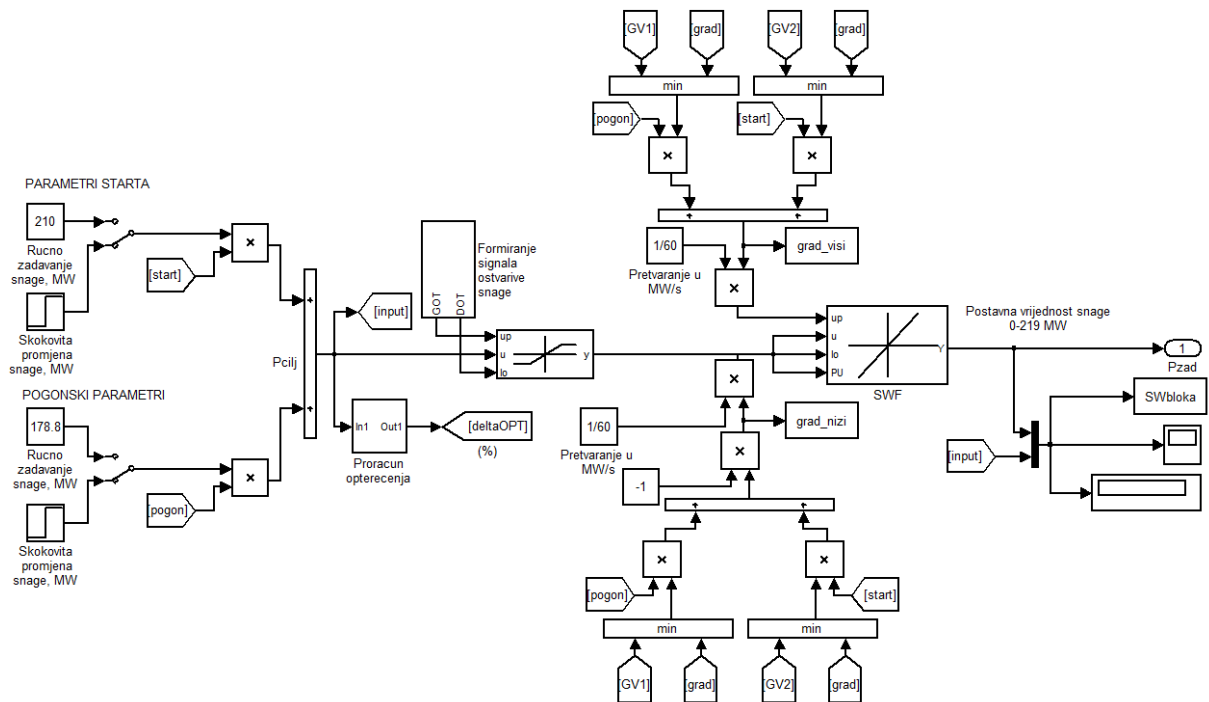 [GV1]
[grad]
[GV2]
[grad]
min
min
[pogon]
[start]
×
×
PARAMETRI STARTA
210
Rucno
zadavanje
snage, MW
×
[start]
Skokovita
promjena
snage, MW
Formiranje
signala
ostvarive
snage
GOT
DOT
1/60
Pretvaranje u
MW/s
×
grad_visi
[input]
Pcilj
up
u
lo
y
up
u
lo
PU
Y
SWF
Postavna vrijednost snage
0-219 MW
1
Pzad
POGONSKI PARAMETRI
178.8
Rucno
zadavanje
snage, MW
×
[pogon]
Skokovita
promjena
snage, MW
In1
Out1
Proracun
opterecenja
[deltaOPT]
(%)
×
1/60
Pretvaranje u
MW/s
grad_nizi
×
-1
SWbloka
[input]
×
×
[pogon]
[start]
min
min
[GV1]
[grad]
[GV2]
[grad]